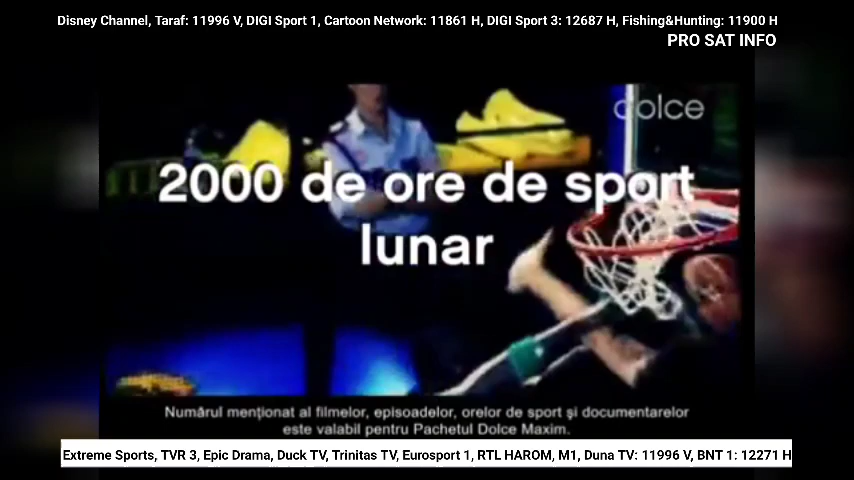 Disney Channel, Taraf: 11996 V, DIGI Sport 1, Cartoon Network: 11861 H, DIGI Sport 3: 12687 H, Fishing&Hunting: 11900 H
PRO SAT INFO
dolce
2000 de ore de sport
lunar
Numărul menţionat al filmelor, episoadelor, orelor de sport şi documentarelor
este valabil pentru Pachetul Dolce Maxim.
Extreme Sports, TVR 3, Epic Drama, Duck TV, Trinitas TV, Eurosport 1, RTL HAROM, M1, Duna TV: 11996 V, BNT 1: 12271 H